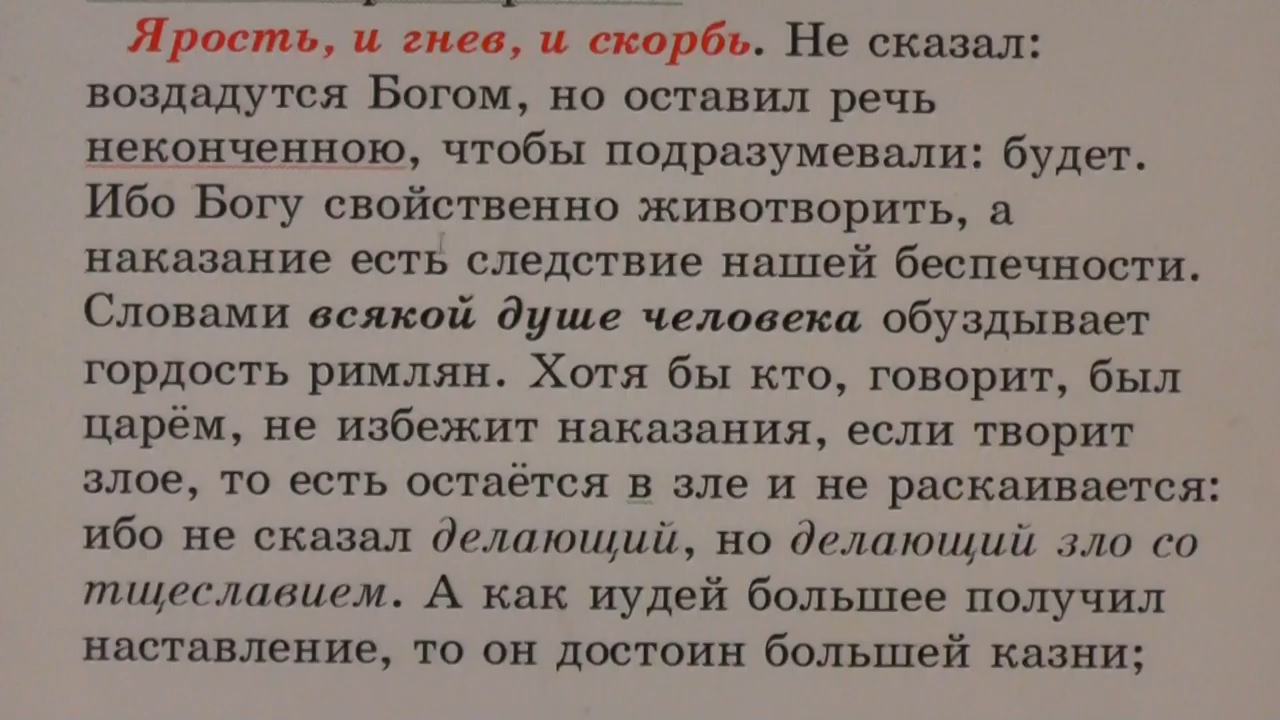 Ярость, и гнев, и скорбь. Не сказал:
воздадутся Богом, но оставил речь
неконченною, чтобы подразумевали: будет.
Ибо Богу свойственно животворить, а
наказание есть следствие нашей беспечности.
Словами всякой душе человека обуздывает
гордость римлян. Хотя бы кто, говорит, был
царём, не избежит наказания, если творит
злое, то есть остаётся в зле и не раскаивается:
ибо не сказал делающий, но делающий зло со
тщеславием. А как иудей большее получил
наставление, то он достоин большей казни;